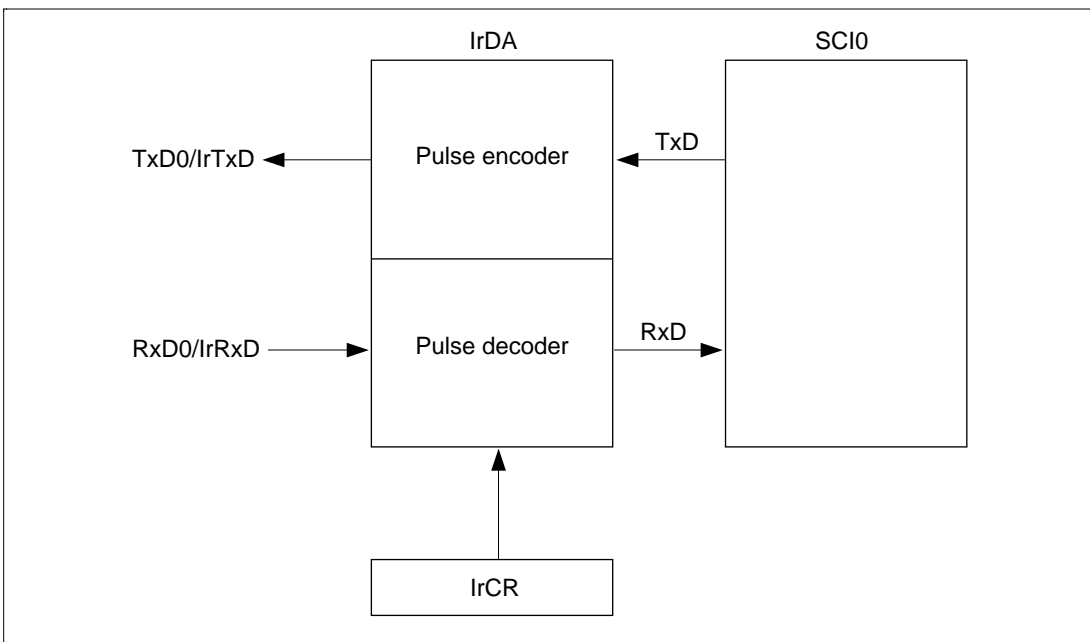 IrDA
SCI0
TxD0/IrTxD
Pulse encoder
TxD
RxD0/IrRxD
Pulse decoder
RxD
IrCR